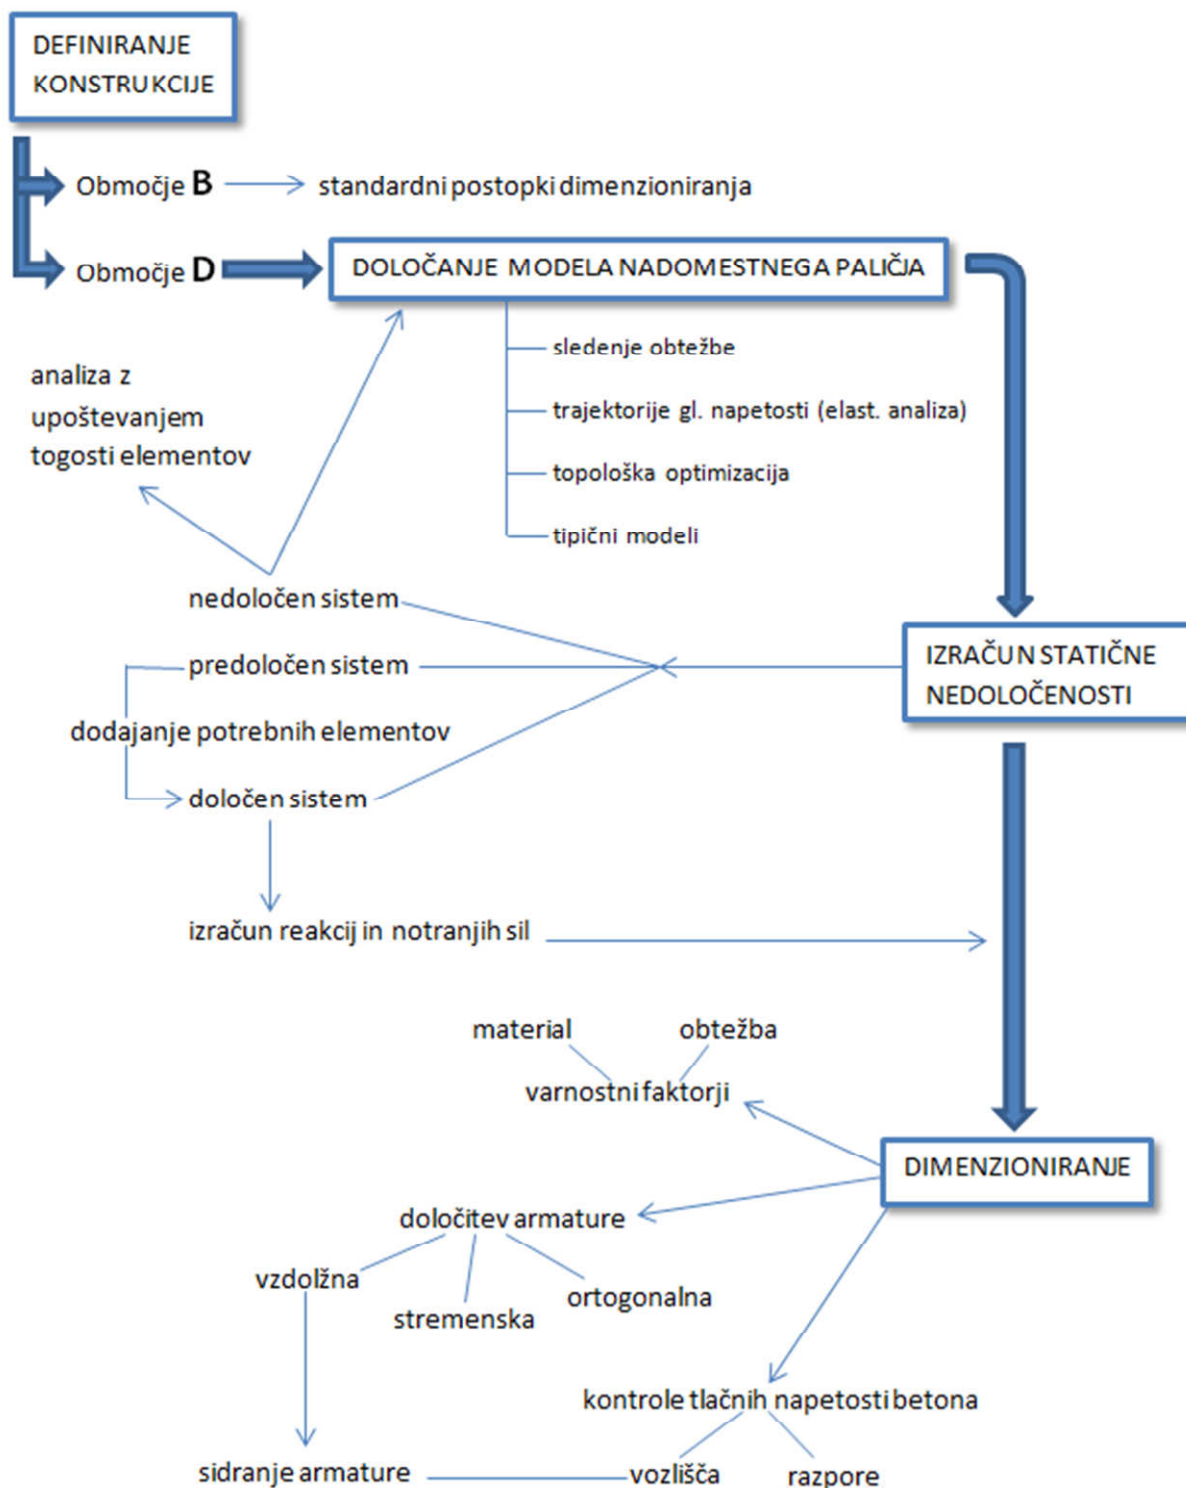 DEFINIRANJE
KONSTRUKCIJE
Območje B
standardni postopki dimenzioniranja
Območje D
DOLOČANJE MODELA NADOMESTNEGA PALIČJA
sledenje obtežbe
trajektorije gl. napetosti (elast. analiza)
topološka optimizacija
tipični modeli
analiza z
upoštevanjem
togosti elementov
nedoločen sistem
predoločen sistem
dodajanje potrebnih elementov
določen sistem
IZRAČUN STATIČNE
NEDOLOČENOSTI
izračun reakcij in notranjih sil
material
obtežba
varnostni faktorji
DIMENZIONIRANJE
določitev armature
vzdolžna
ortogonalna
stremenska
kontrole tlačnih napetosti betona
sidranje armature
vozlišča
razpore